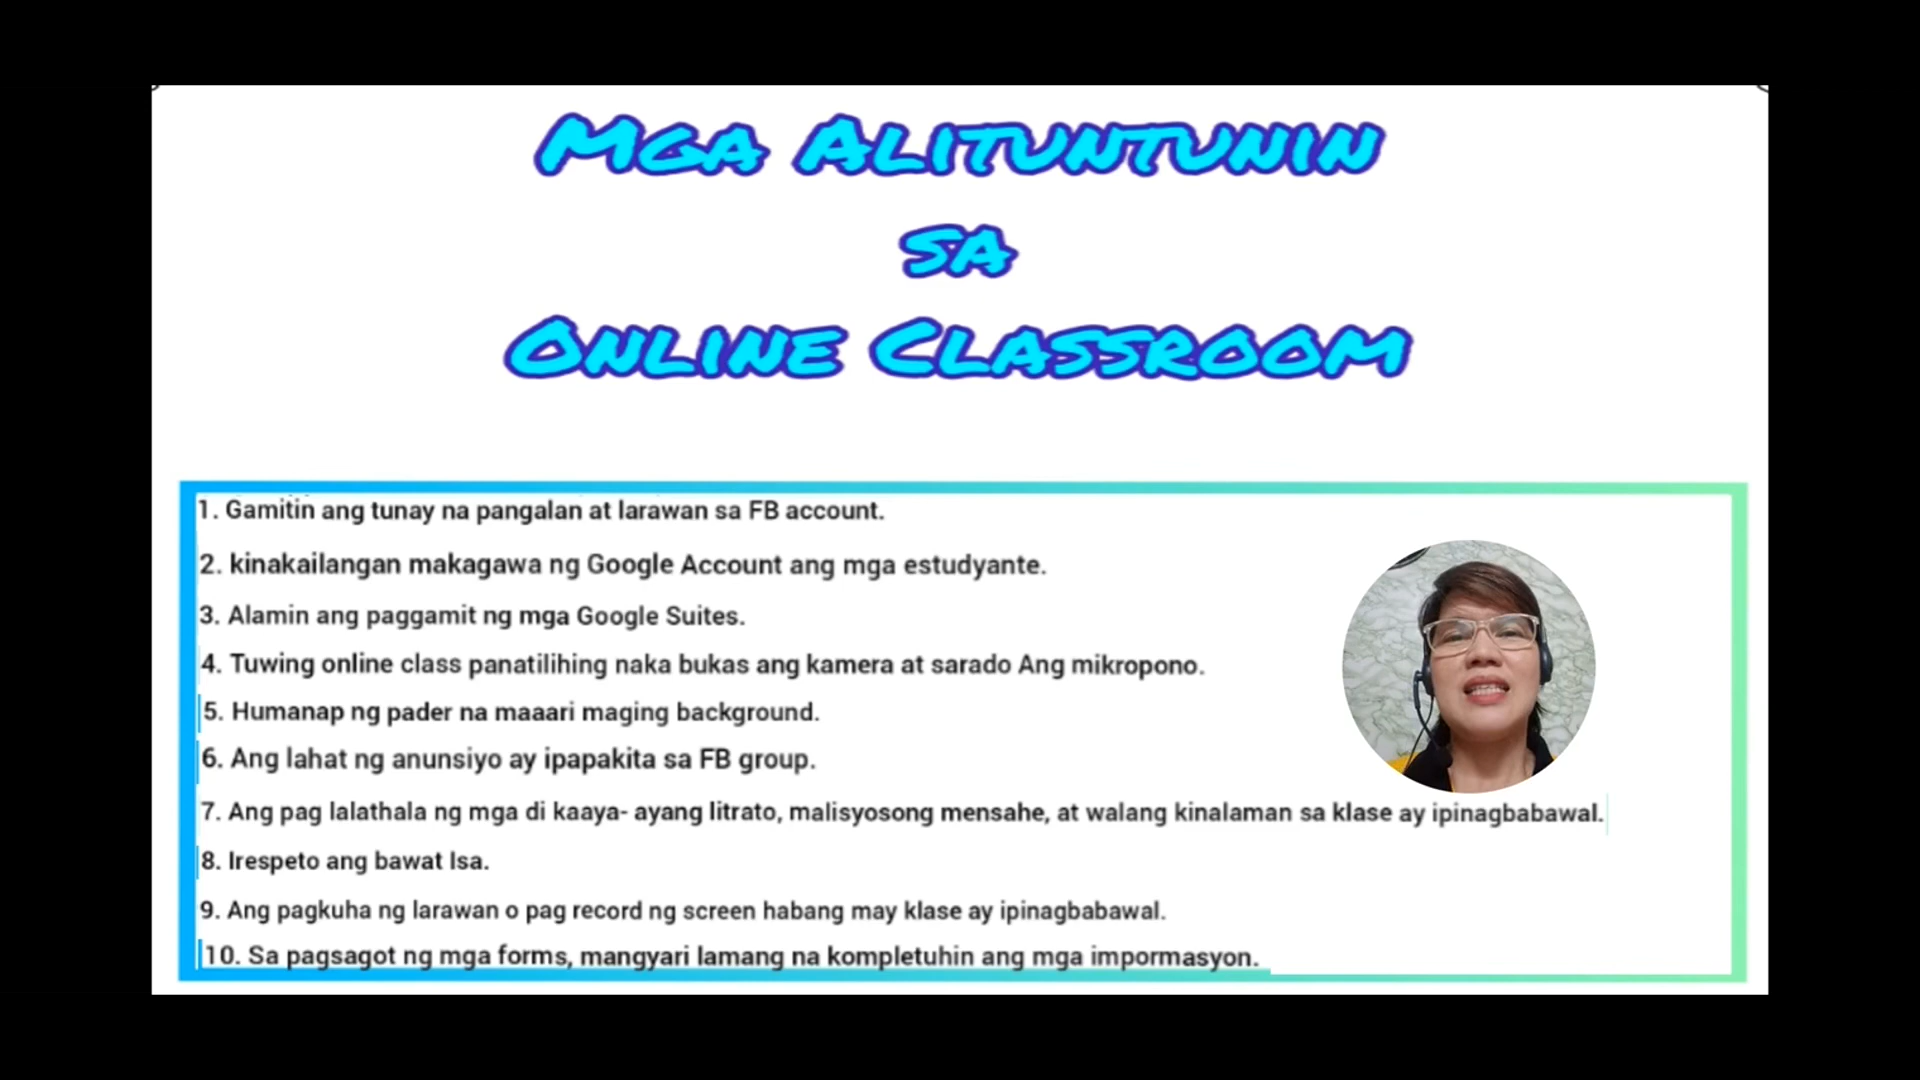 Mga Alituntunin
sa
Online Classroom
1. Gamitin ang tunay na pangalan at larawan sa FB account.
2. kinakailangan makagawa ng Google Account ang mga estudyante.
3. Alamin ang paggamit ng mga Google Suites.
4. Tuwing online class panatilihing naka bukas ang kamera at sarado Ang mikropono.
5. Humanap ng pader na maaari maging background.
6. Ang lahat ng anunsiyo ay ipapakita sa FB group.
7. Ang pag lalathala ng mga di kaaya- ayang litrato, malisyosong mensahe, at walang kinalaman sa klase ay ipinagbabawal.
8. Irespeto ang bawat Isa.
9. Ang pagkuha ng larawan o pag record ng screen habang may klase ay ipinagbabawal.
10. Sa pagsagot ng mga forms, mangyari lamang na kompletuhin ang mga impormasyon.